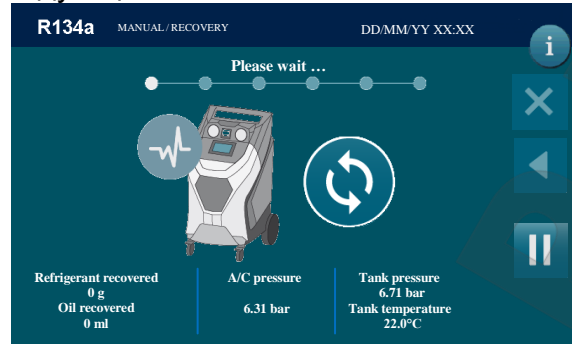 R134a MANUAL/RECOVERY DD/MM/YY XX:XX
i
Please wait …
Refrigerant recovered
0 g
Oil recovered
0 ml
A/C pressure
6.31 bar
Tank pressure
6.71 bar
Tank temperature
22.0°C